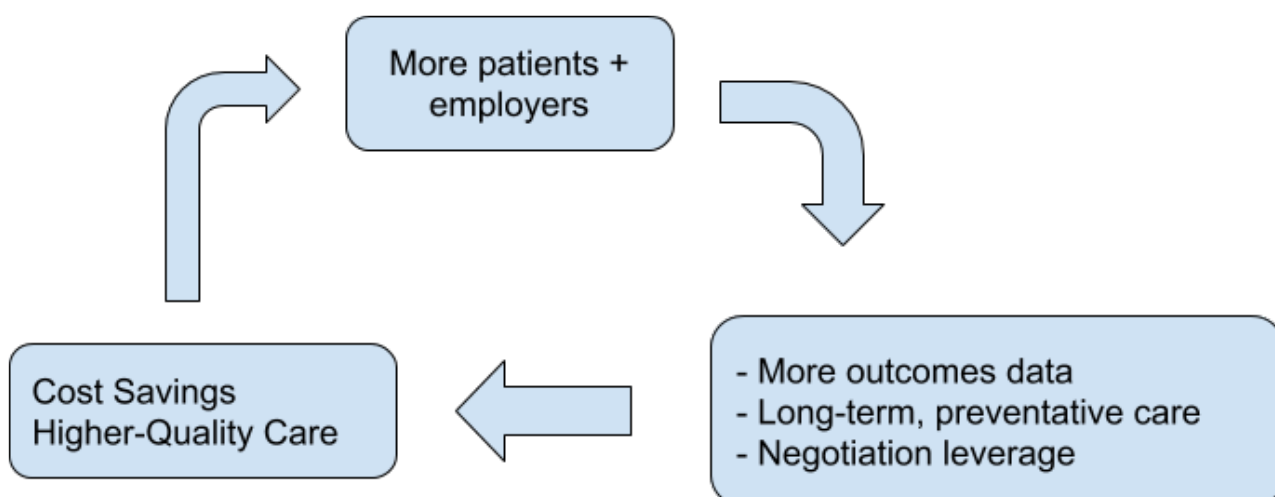 More patients +
employers
- More outcomes data
- Long-term, preventative care
- Negotiation leverage
Cost Savings
Higher-Quality Care